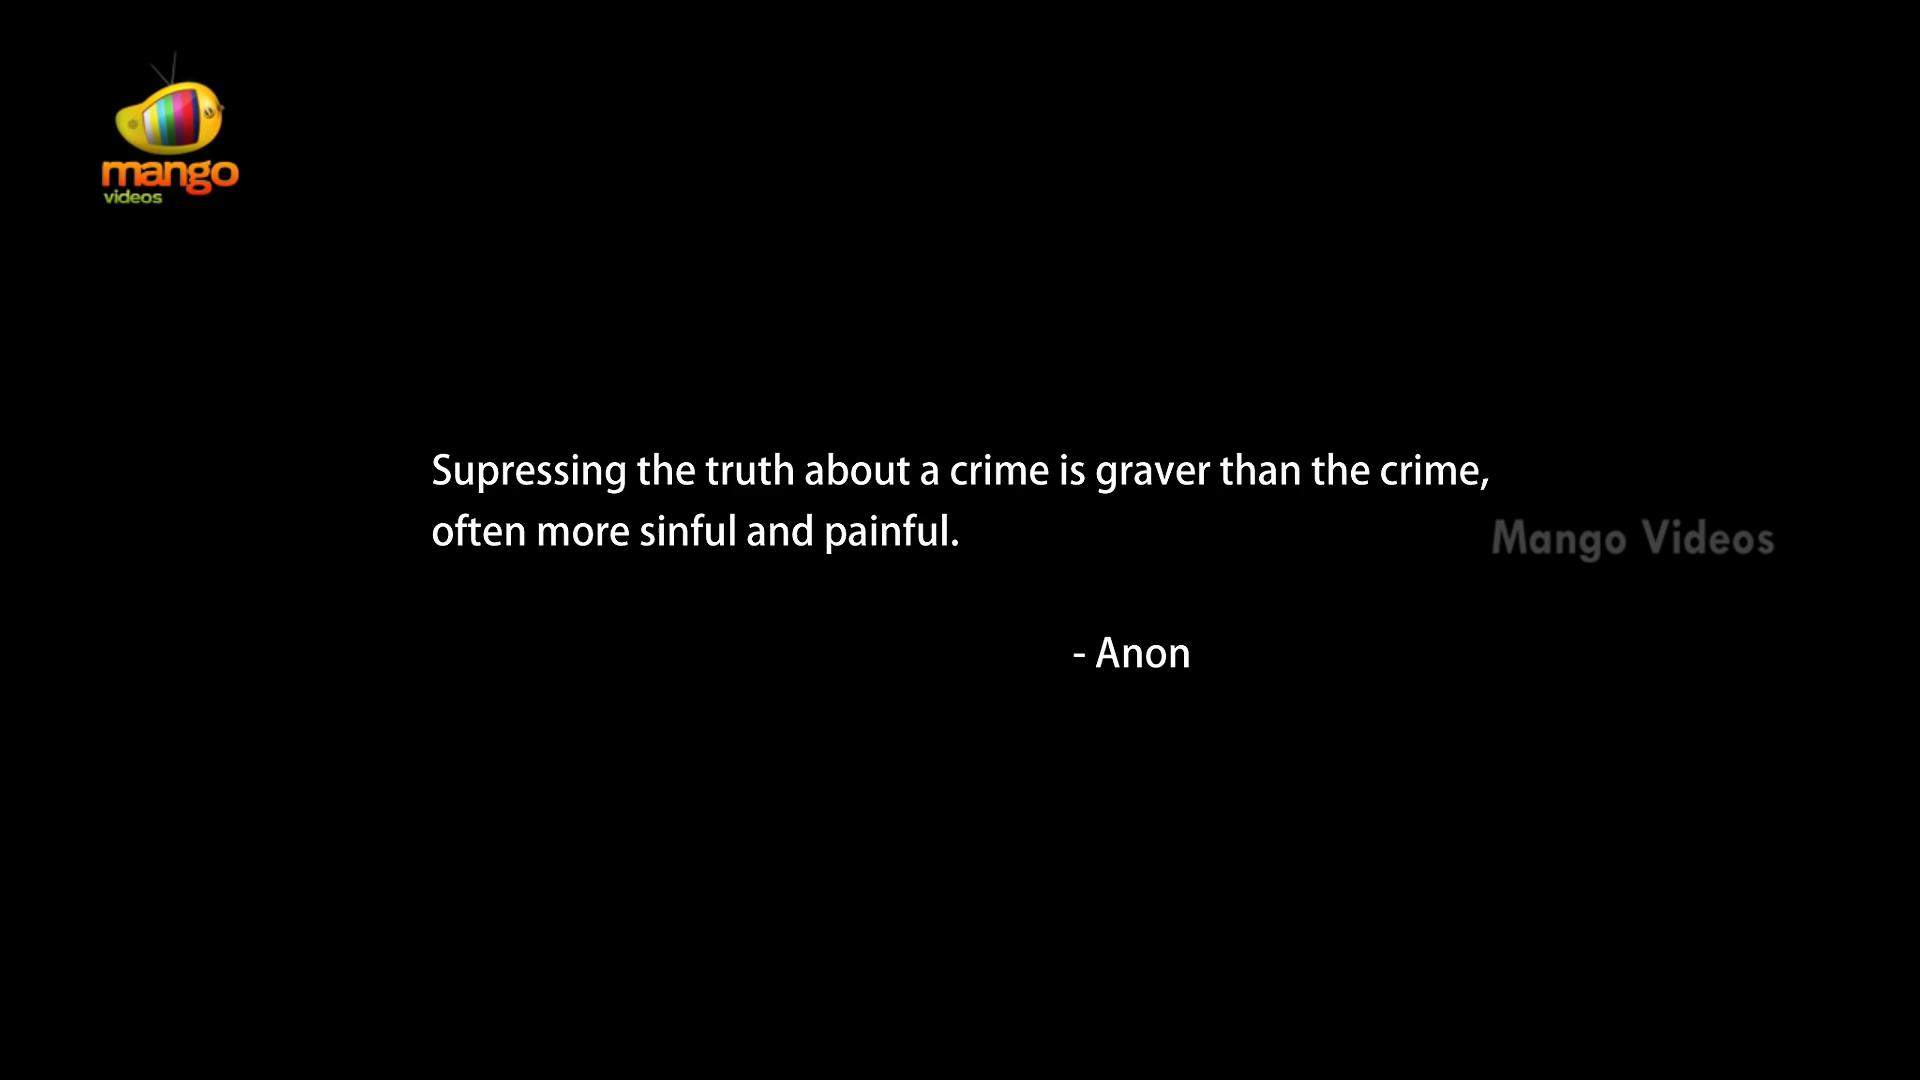 mango
videos
Supressing the truth about a crime is graver than the crime,
often more sinful and painful.
Mango Videos
- Anon